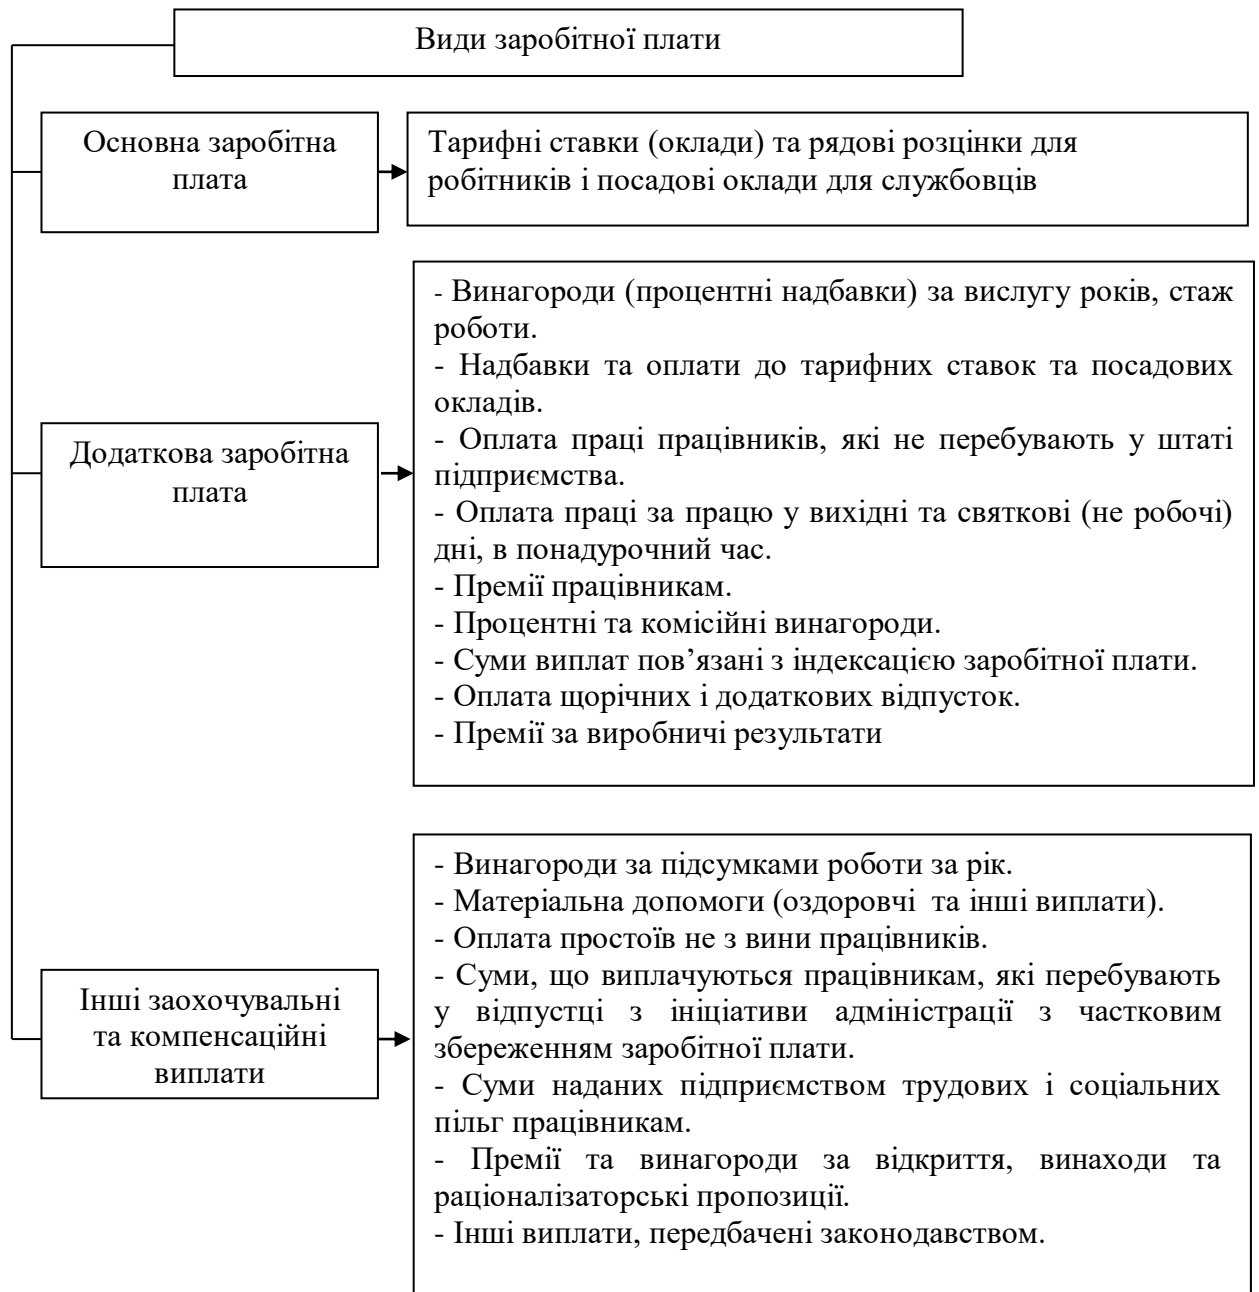 Види заробітної плати
Основна заробітна
плата
Тарифні ставки (оклади) та рядові розцінки для
робітників і посадові оклади для службовців
Додаткова заробітна
плата
- Винагороди (процентні надбавки) за вислугу років, стаж
роботи.
- Надбавки та оплати до тарифних ставок та посадових
окладів.
- Оплата праці працівників, які не перебувають у штаті
підприємства.
- Оплата праці за працю у вихідні та святкові (не робочі)
дні, в понадурочний час.
- Премії працівникам.
- Процентні та комісійні винагороди.
- Суми виплат пов’язані з індексацією заробітної плати.
- Оплата щорічних і додаткових відпусток.
- Премії за виробничі результати
Інші заохочувальні
та компенсаційні
виплати
- Винагороди за підсумками роботи за рік.
- Матеріальна допомоги (оздоровчі та інші виплати).
- Оплата простоїв не з вини працівників.
- Суми, що виплачуються працівникам, які перебувають
у відпустці з ініціативи адміністрації з частковим
збереженням заробітної плати.
- Суми наданих підприємством трудових і соціальних
пільг працівникам.
- Премії та винагороди за відкриття, винаходи та
раціоналізаторські пропозиції.
- Інші виплати, передбачені законодавством.